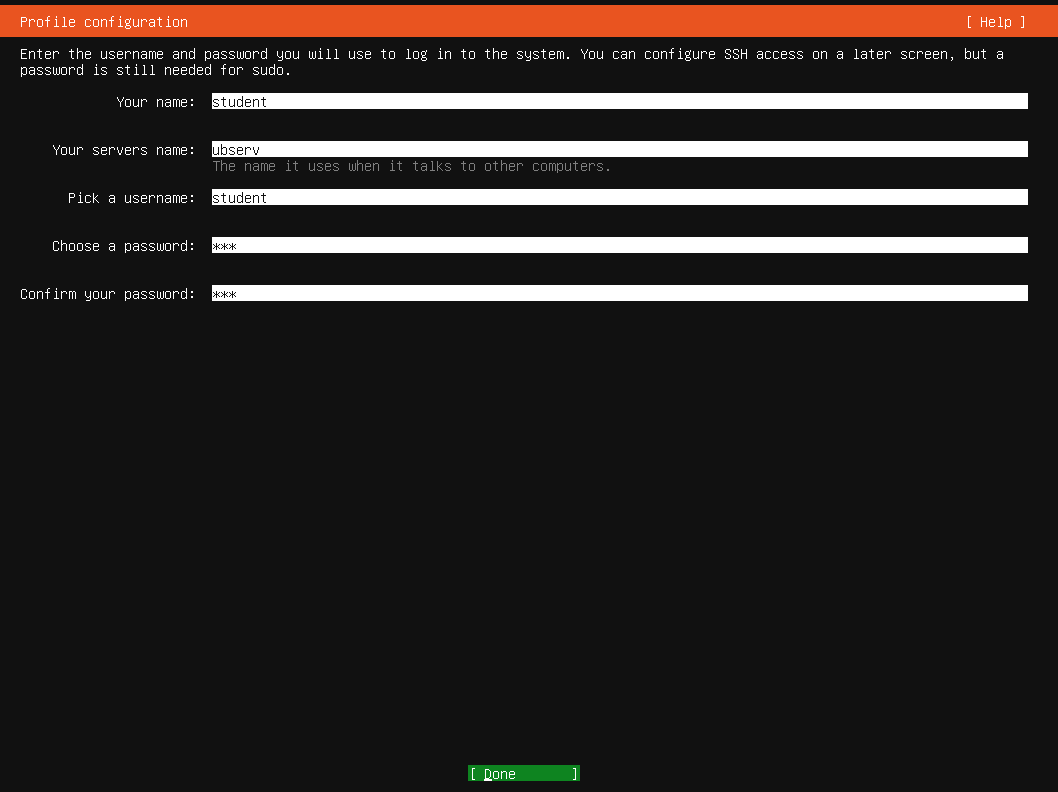 Profile configuration [ Help ]
Enter the username and password you will use to log in to the system. You can configure SSH access on a later screen, but a
password is still needed for sudo.
Your name: student
Your servers name: ubserv
The name it uses when it talks to other computers.
Pick a username: student
Choose a password: ***
Confirm your password: ***
[ Done ]